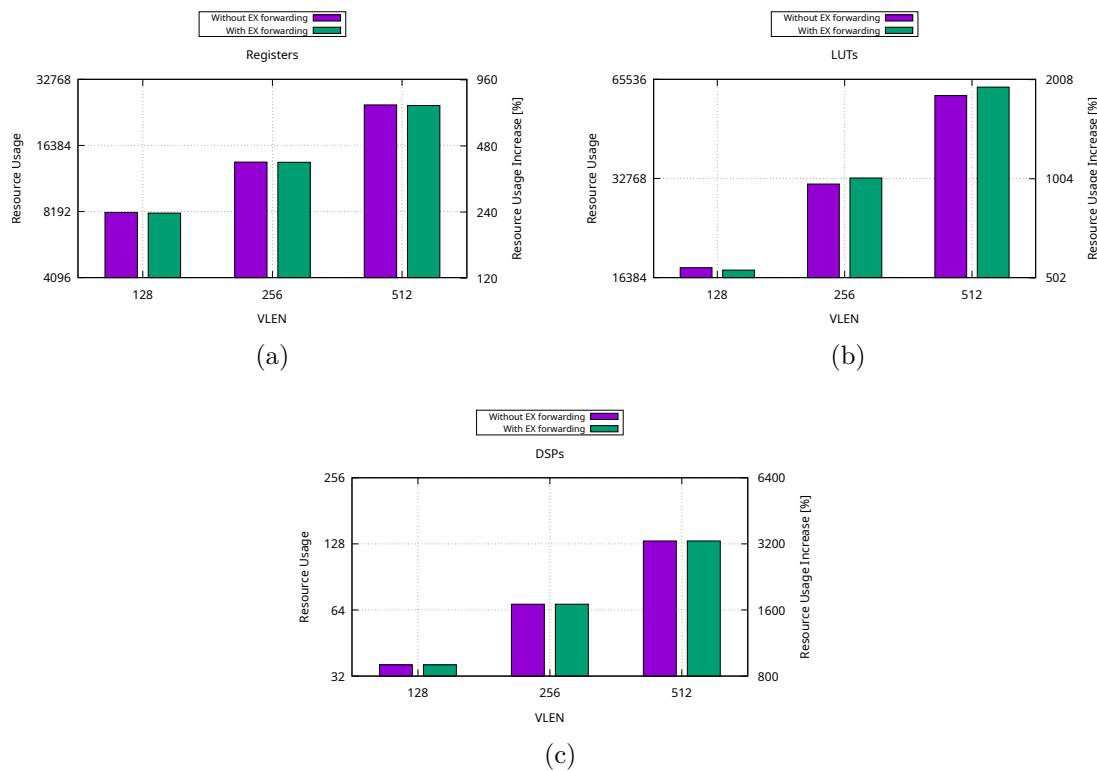 Without EX forwarding
With EX forwarding
Registers
32768
16384
8192
4096
Resource Usage
960
480
240
120
Resource Usage Increase [%]
128 256 512
VLEN
(a)
Without EX forwarding
With EX forwarding
LUTs
65536
32768
16384
Resource Usage
2008
1004
502
Resource Usage Increase [%]
128 256 512
VLEN
(b)
Without EX forwarding
With EX forwarding
DSPs
256
128
64
32
Resource Usage
6400
3200
1600
800
Resource Usage Increase [%]
128 256 512
VLEN
(c)